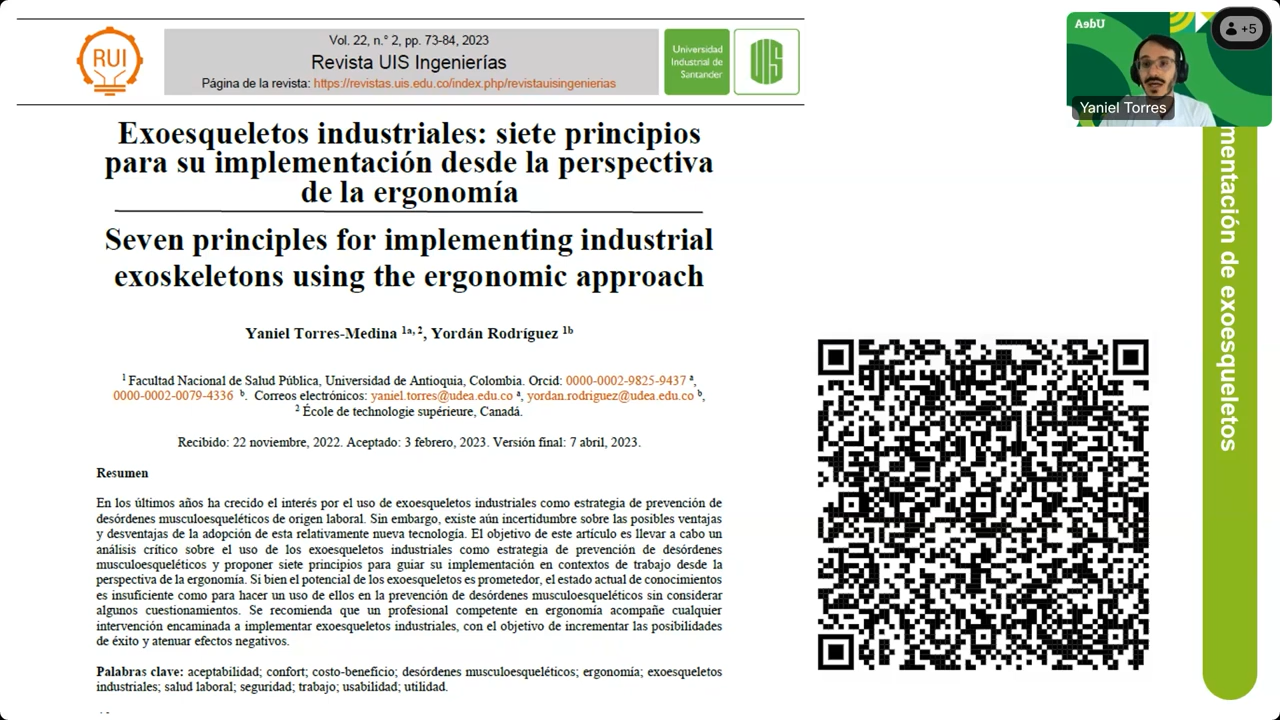 RUI
Vol. 22, n.° 2, pp. 73-84, 2023
Revista UIS Ingenierías
Página de la revista: https://revistas.uis.edu.co/index.php/revistauisingenierias
Universidad
Industrial de
Santander
UIS
AƨbU
+5
Yaniel Torres
Exoesqueletos industriales: siete principios
para su implementación desde la perspectiva
de la ergonomía
Seven principles for implementing industrial
exoskeletons using the ergonomic approach
Yaniel Torres-Medina 1a, 2, Yordán Rodríguez 1b
1 Facultad Nacional de Salud Pública, Universidad de Antioquia, Colombia. Orcid: 0000-0002-9825-9437 a,
0000-0002-0079-4336 b. Correos electrónicos: yaniel.torres@udea.edu.co a, yordan.rodriguez@udea.edu.co b,
2 École de technologie supérieure, Canadá.
Recibido: 22 noviembre, 2022. Aceptado: 3 febrero, 2023. Versión final: 7 abril, 2023.
Resumen
En los últimos años ha crecido el interés por el uso de exoesqueletos industriales como estrategia de prevención de
desórdenes musculoesqueléticos de origen laboral. Sin embargo, existe aún incertidumbre sobre las posibles ventajas
y desventajas de la adopción de esta relativamente nueva tecnología. El objetivo de este artículo es llevar a cabo un
análisis crítico sobre el uso de los exoesqueletos industriales como estrategia de prevención de desórdenes
musculoesqueléticos y proponer siete principios para guiar su implementación en contextos de trabajo desde la
perspectiva de la ergonomía. Si bien el potencial de los exoesqueletos es prometedor, el estado actual de conocimientos
es insuficiente como para hacer un uso de ellos en la prevención de desórdenes musculoesqueléticos sin considerar
algunos cuestionamientos. Se recomienda que un profesional competente en ergonomía acompañe cualquier
intervención encaminada a implementar exoesqueletos industriales, con el objetivo de incrementar las posibilidades
de éxito y atenuar efectos negativos.
Palabras clave: aceptabilidad; confort; costo-beneficio; desórdenes musculoesqueléticos; ergonomía; exoesqueletos
industriales; salud laboral; seguridad; trabajo; usabilidad; utilidad.
mentación de exoesqueletos